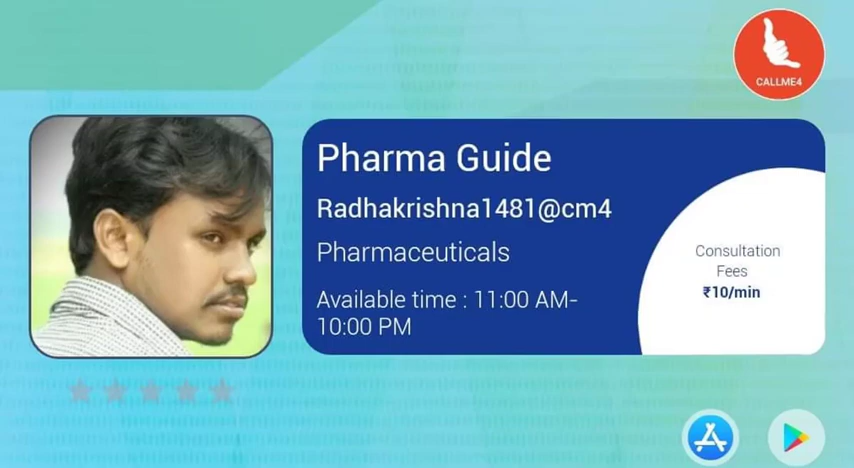 CALLME4
Pharma Guide
Radhakrishna1481@cm4
Pharmaceuticals
Available time : 11:00 AM-
10:00 PM
Consultation
Fees
₹10/min